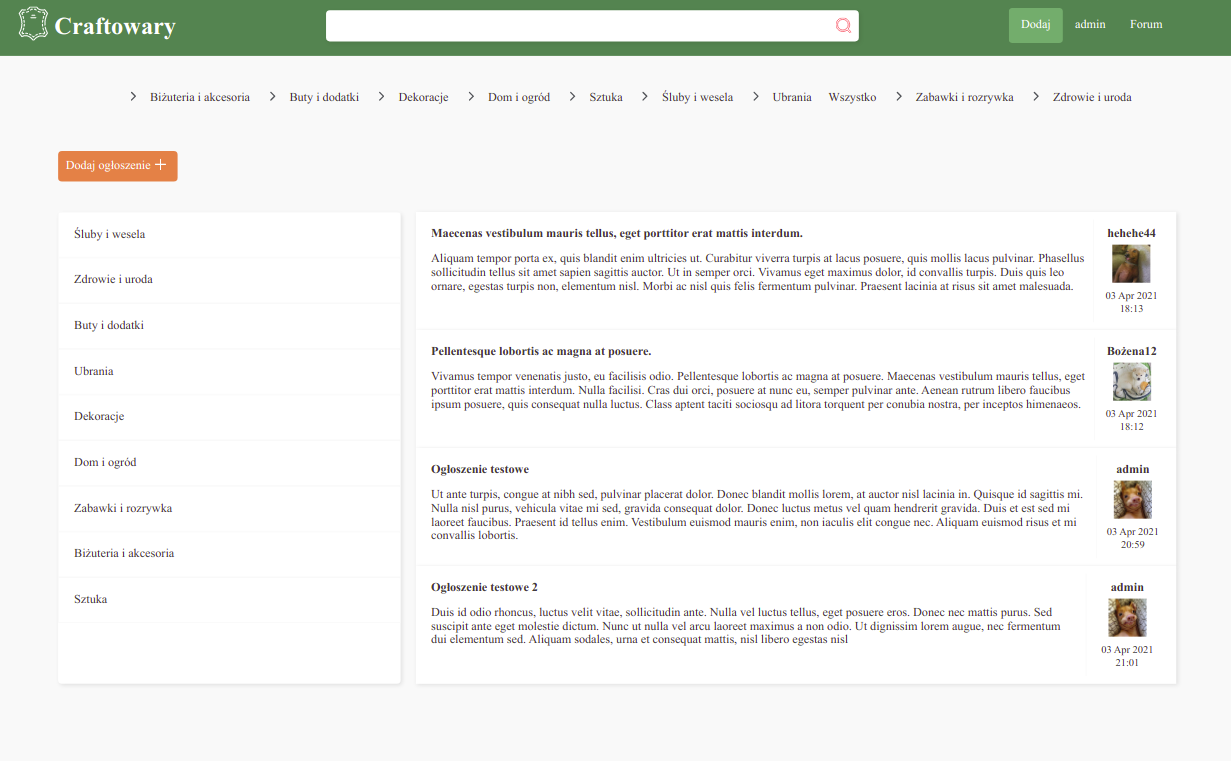 Craftowary
Dodaj admin Forum
Biżuteria i akcesoria Buty i dodatki Dekoracje Dom i ogród Sztuka Śluby i wesela Ubrania Wszystko Zabawki i rozrywka Zdrowie i uroda
Dodaj ogłoszenie
Śluby i wesela
Zdrowie i uroda
Buty i dodatki
Ubrania
Dekoracje
Dom i ogród
Zabawki i rozrywka
Biżuteria i akcesoria
Sztuka
Maecenas vestibulum mauris tellus, eget porttitor erat mattis interdum.
Aliquam tempor porta ex, quis blandit enim ultricies ut. Curabitur viverra turpis at lacus posuere, quis mollis lacus pulvinar. Phasellus
sollicitudin tellus sit amet sapien sagittis auctor. Ut in semper orci. Vivamus eget maximus dolor, id convallis turpis. Duis quis leo
ornare, egestas turpis non, elementum nisl. Morbi ac nisl quis felis fermentum pulvinar. Praesent lacinia at risus sit amet malesuada.
hehehe44
03 Apr 2021
18:13
Pellentesque lobortis ac magna at posuere.
Vivamus tempor venenatis justo, eu facilisis odio. Pellentesque lobortis ac magna at posuere. Maecenas vestibulum mauris tellus, eget
porttitor erat mattis interdum. Nulla facilisi. Cras dui orci, posuere at nunc eu, semper pulvinar ante. Aenean rutrum libero faucibus
ipsum posuere, quis consequat nulla luctus. Class aptent taciti sociosqu ad litora torquent per conubia nostra, per inceptos himenaeos.
Bożena12
03 Apr 2021
18:12
Ogłoszenie testowe
Ut ante turpis, congue at nibh sed, pulvinar placerat dolor. Donec blandit mollis lorem, at auctor nisl lacinia in. Quisque id sagittis mi.
Nulla nisl purus, vehicula vitae mi sed, gravida consequat dolor. Donec luctus metus vel quam hendrerit gravida. Duis et est sed mi
laoreet faucibus. Praesent id tellus enim. Vestibulum euismod mauris enim, non iaculis elit congue nec. Aliquam euismod risus et mi
convallis lobortis.
admin
03 Apr 2021
20:59
Ogłoszenie testowe 2
Duis id odio rhoncus, luctus velit vitae, sollicitudin ante. Nulla vel luctus tellus, eget posuere eros. Donec nec mattis purus. Sed
suscipit ante eget molestie dictum. Nunc ut nulla vel arcu laoreet maximus a non odio. Ut dignissim lorem augue, nec fermentum
dui elementum sed. Aliquam sodales, urna et consequat mattis, nisl libero egestas nisl
admin
03 Apr 2021
21:01